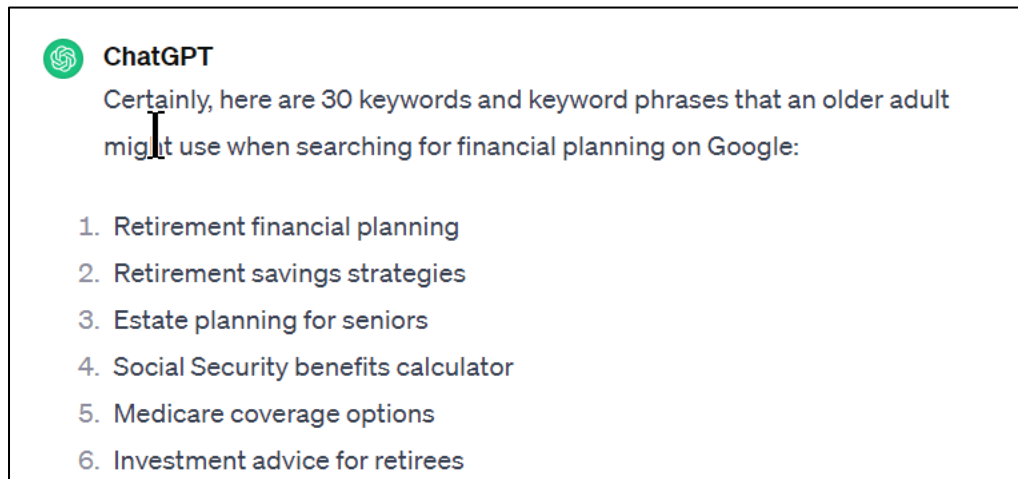 ChatGPT
Certainly, here are 30 keywords and keyword phrases that an older adult
might use when searching for financial planning on Google:
1. Retirement financial planning
2. Retirement savings strategies
3. Estate planning for seniors
4. Social Security benefits calculator
5. Medicare coverage options
6. Investment advice for retirees